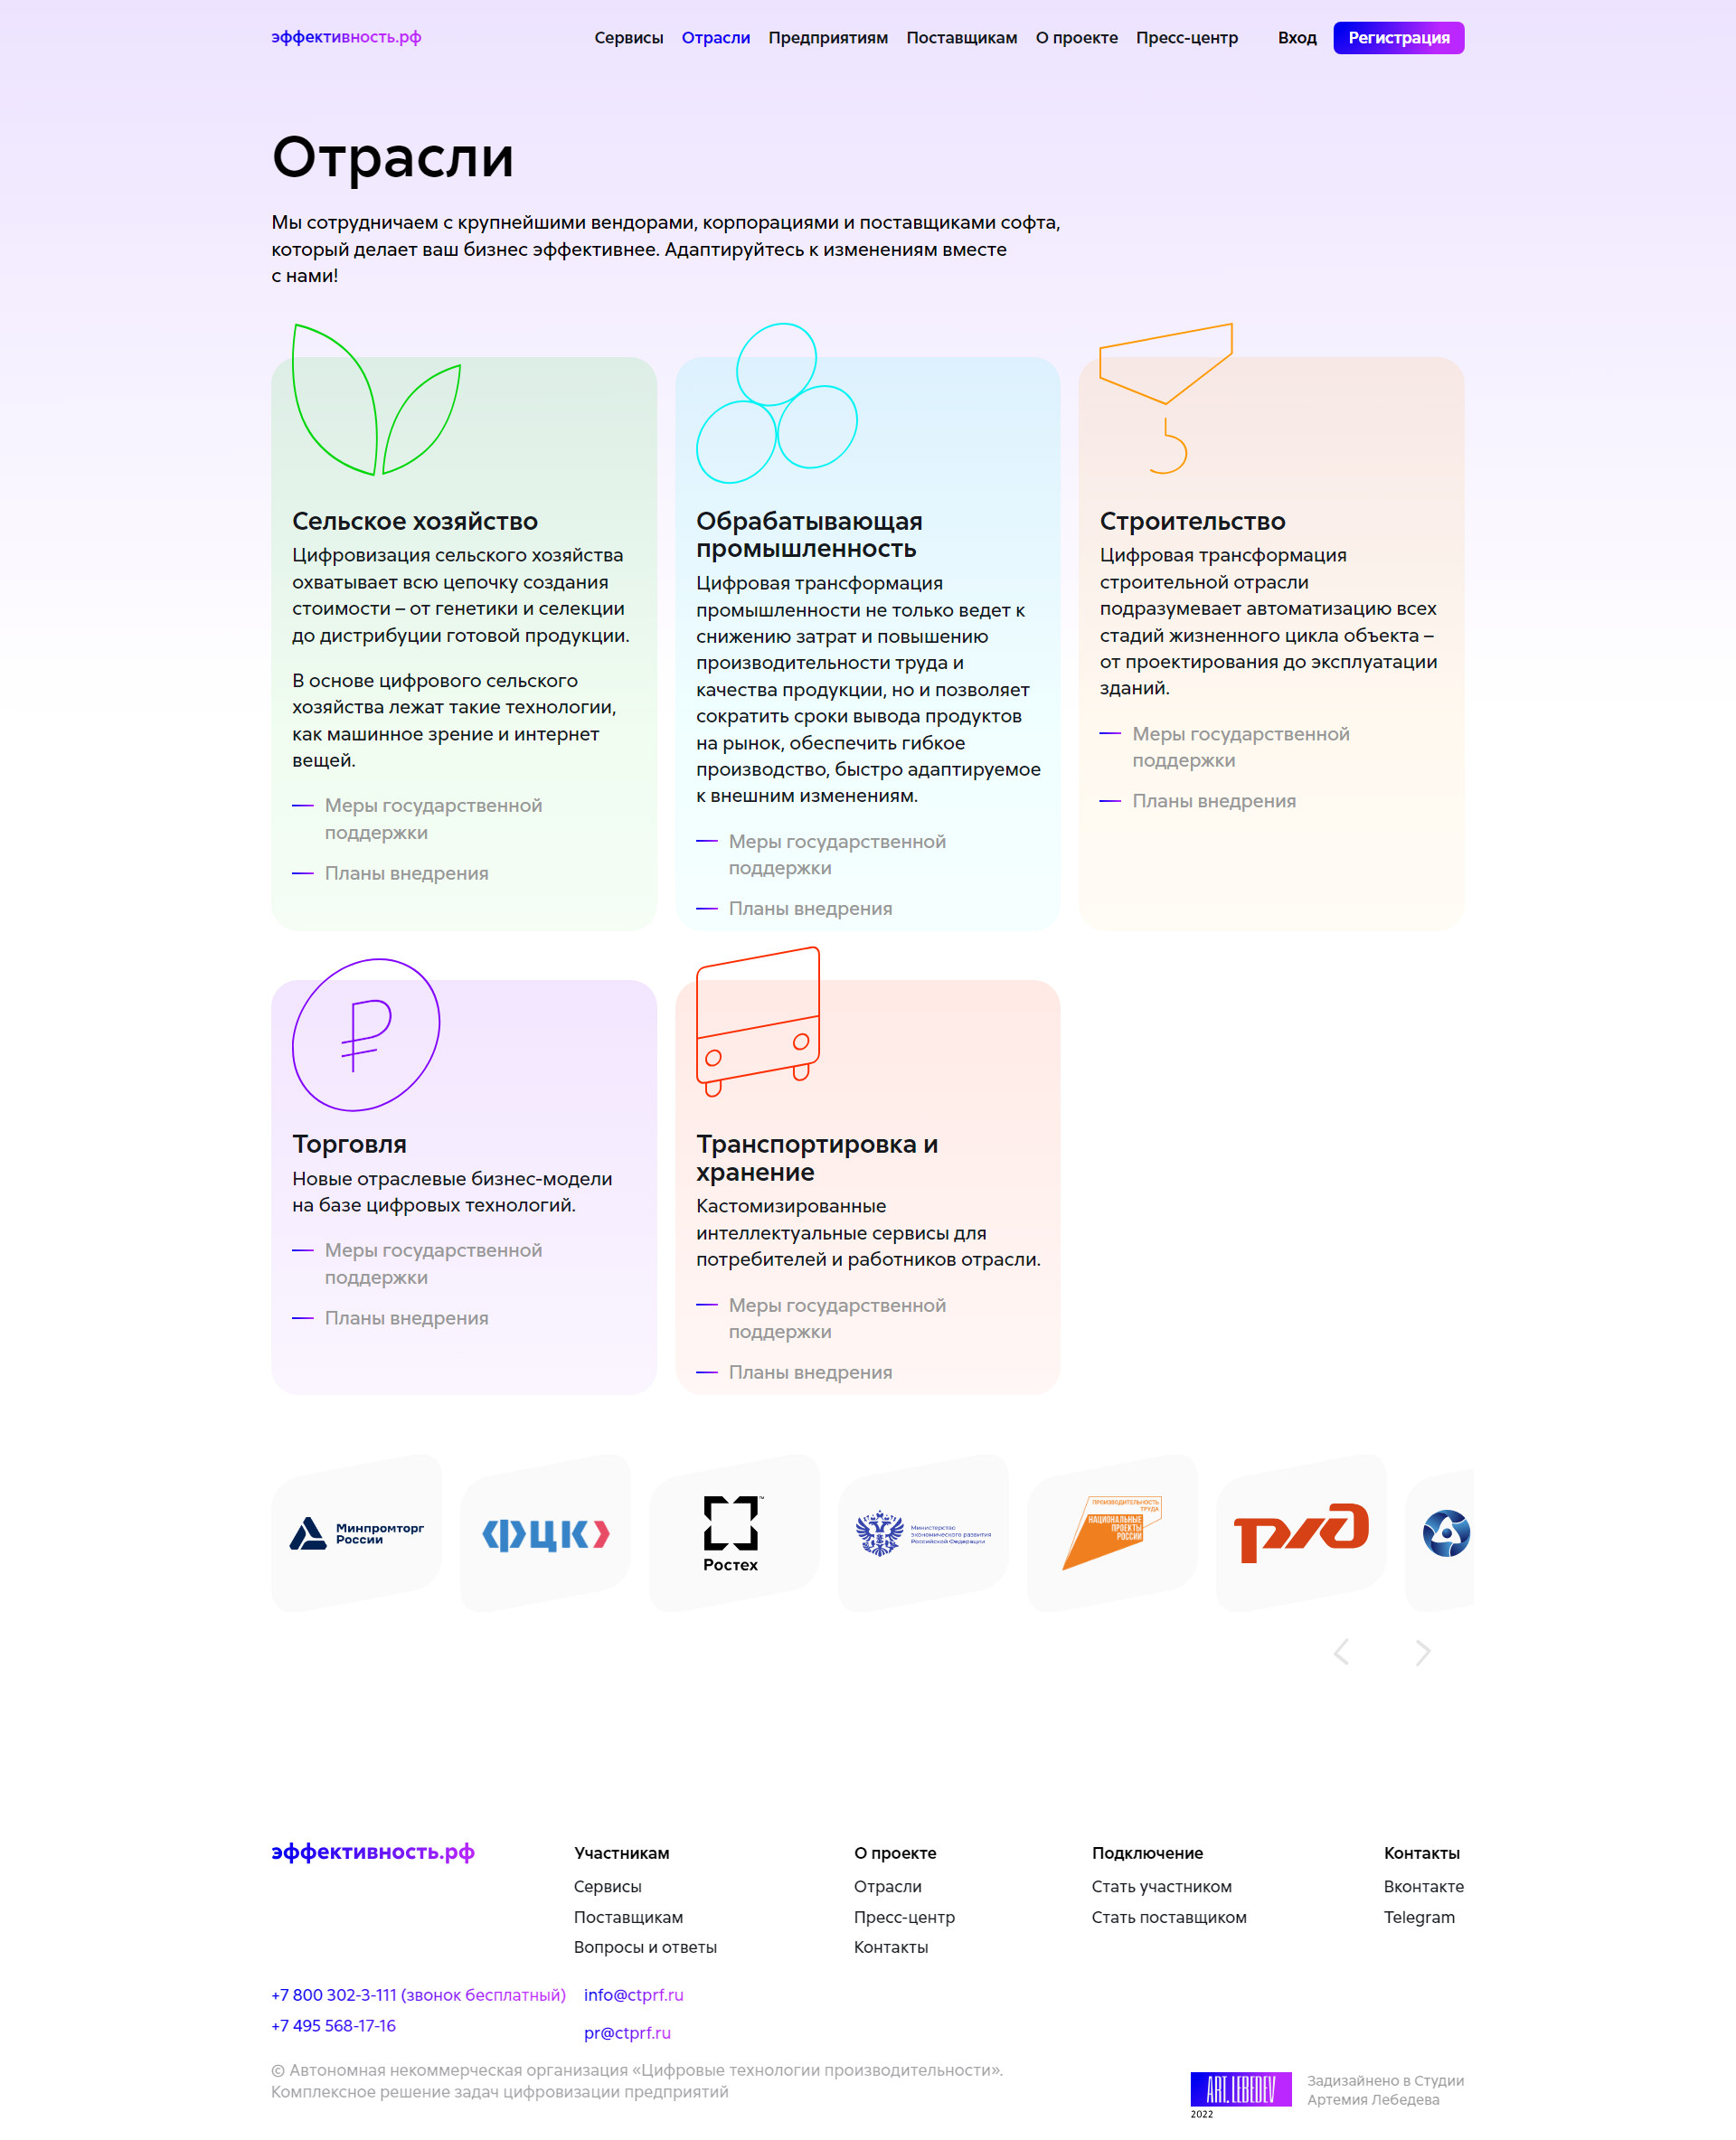 эффективность.рф
Сервисы Отрасли Предприятиям Поставщикам О проекте Пресс-центр Вход Регистрация
Отрасли
Мы сотрудничаем с крупнейшими вендорами, корпорациями и поставщиками софта,
который делает ваш бизнес эффективнее. Адаптируйтесь к изменениям вместе
с нами!
Сельское хозяйство
Цифровизация сельского хозяйства
охватывает всю цепочку создания
стоимости – от генетики и селекции
до дистрибуции готовой продукции.
В основе цифрового сельского
хозяйства лежат такие технологии,
как машинное зрение и интернет
вещей.
Меры государственной
поддержки
Планы внедрения
Обрабатывающая
промышленность
Цифровая трансформация
промышленности не только ведет к
снижению затрат и повышению
производительности труда и
качества продукции, но и позволяет
сократить сроки вывода продуктов
на рынок, обеспечить гибкое
производство, быстро адаптируемое
к внешним изменениям.
Меры государственной
поддержки
Планы внедрения
Строительство
Цифровая трансформация
строительной отрасли
подразумевает автоматизацию всех
стадий жизненного цикла объекта –
от проектирования до эксплуатации
зданий.
Меры государственной
поддержки
Планы внедрения
Торговля
Новые отраслевые бизнес-модели
на базе цифровых технологий.
Меры государственной
поддержки
Планы внедрения
Транспортировка и
хранение
Кастомизированные
интеллектуальные сервисы для
потребителей и работников отрасли.
Меры государственной
поддержки
Планы внедрения
Минпромторг
России
ФЦК
Ростех
Министерство
экономического развития
Российской Федерации
ПРОИЗВОДИТЕЛЬНОСТЬ
ТРУДА
НАЦИОНАЛЬНЫЕ
ПРОЕКТЫ
РОССИИ
РЖД
эффективность.рф
Участникам
Сервисы
Поставщикам
Вопросы и ответы
О проекте
Отрасли
Пресс-центр
Контакты
Подключение
Стать участником
Стать поставщиком
Контакты
Вконтакте
Telegram
+7 800 302-3-111 (звонок бесплатный)
+7 495 568-17-16
info@ctprf.ru
pr@ctprf.ru
© Автономная некоммерческая организация «Цифровые технологии производительности».
Комплексное решение задач цифровизации предприятий
ART. LEBEDEV
2022
Задизайнено в Студии
Артемия Лебедева